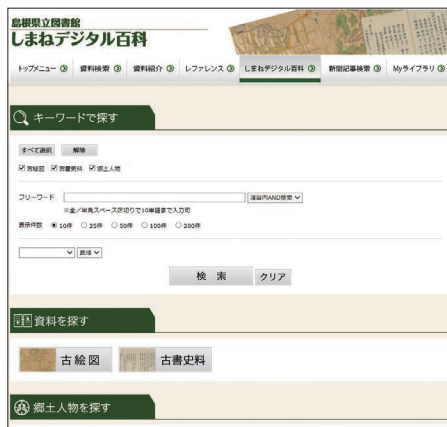 島根県立図書館
しまねデジタル百科
トップメニュー 資料検索 資料紹介 レファレンス しまねデジタル百科 新聞記事検索 Myライブラリ
キーワードで探す
すべて選択 解除
古絵図 古書史料 郷土人物
フリーワード 項目内AND検索
※全/半角スペース区切りで10単語まで入力可
表示件数 10件 25件 50件 100件 200件
昇順
検 索 クリア
資料を探す
古絵図 古書史料
郷土人物を探す